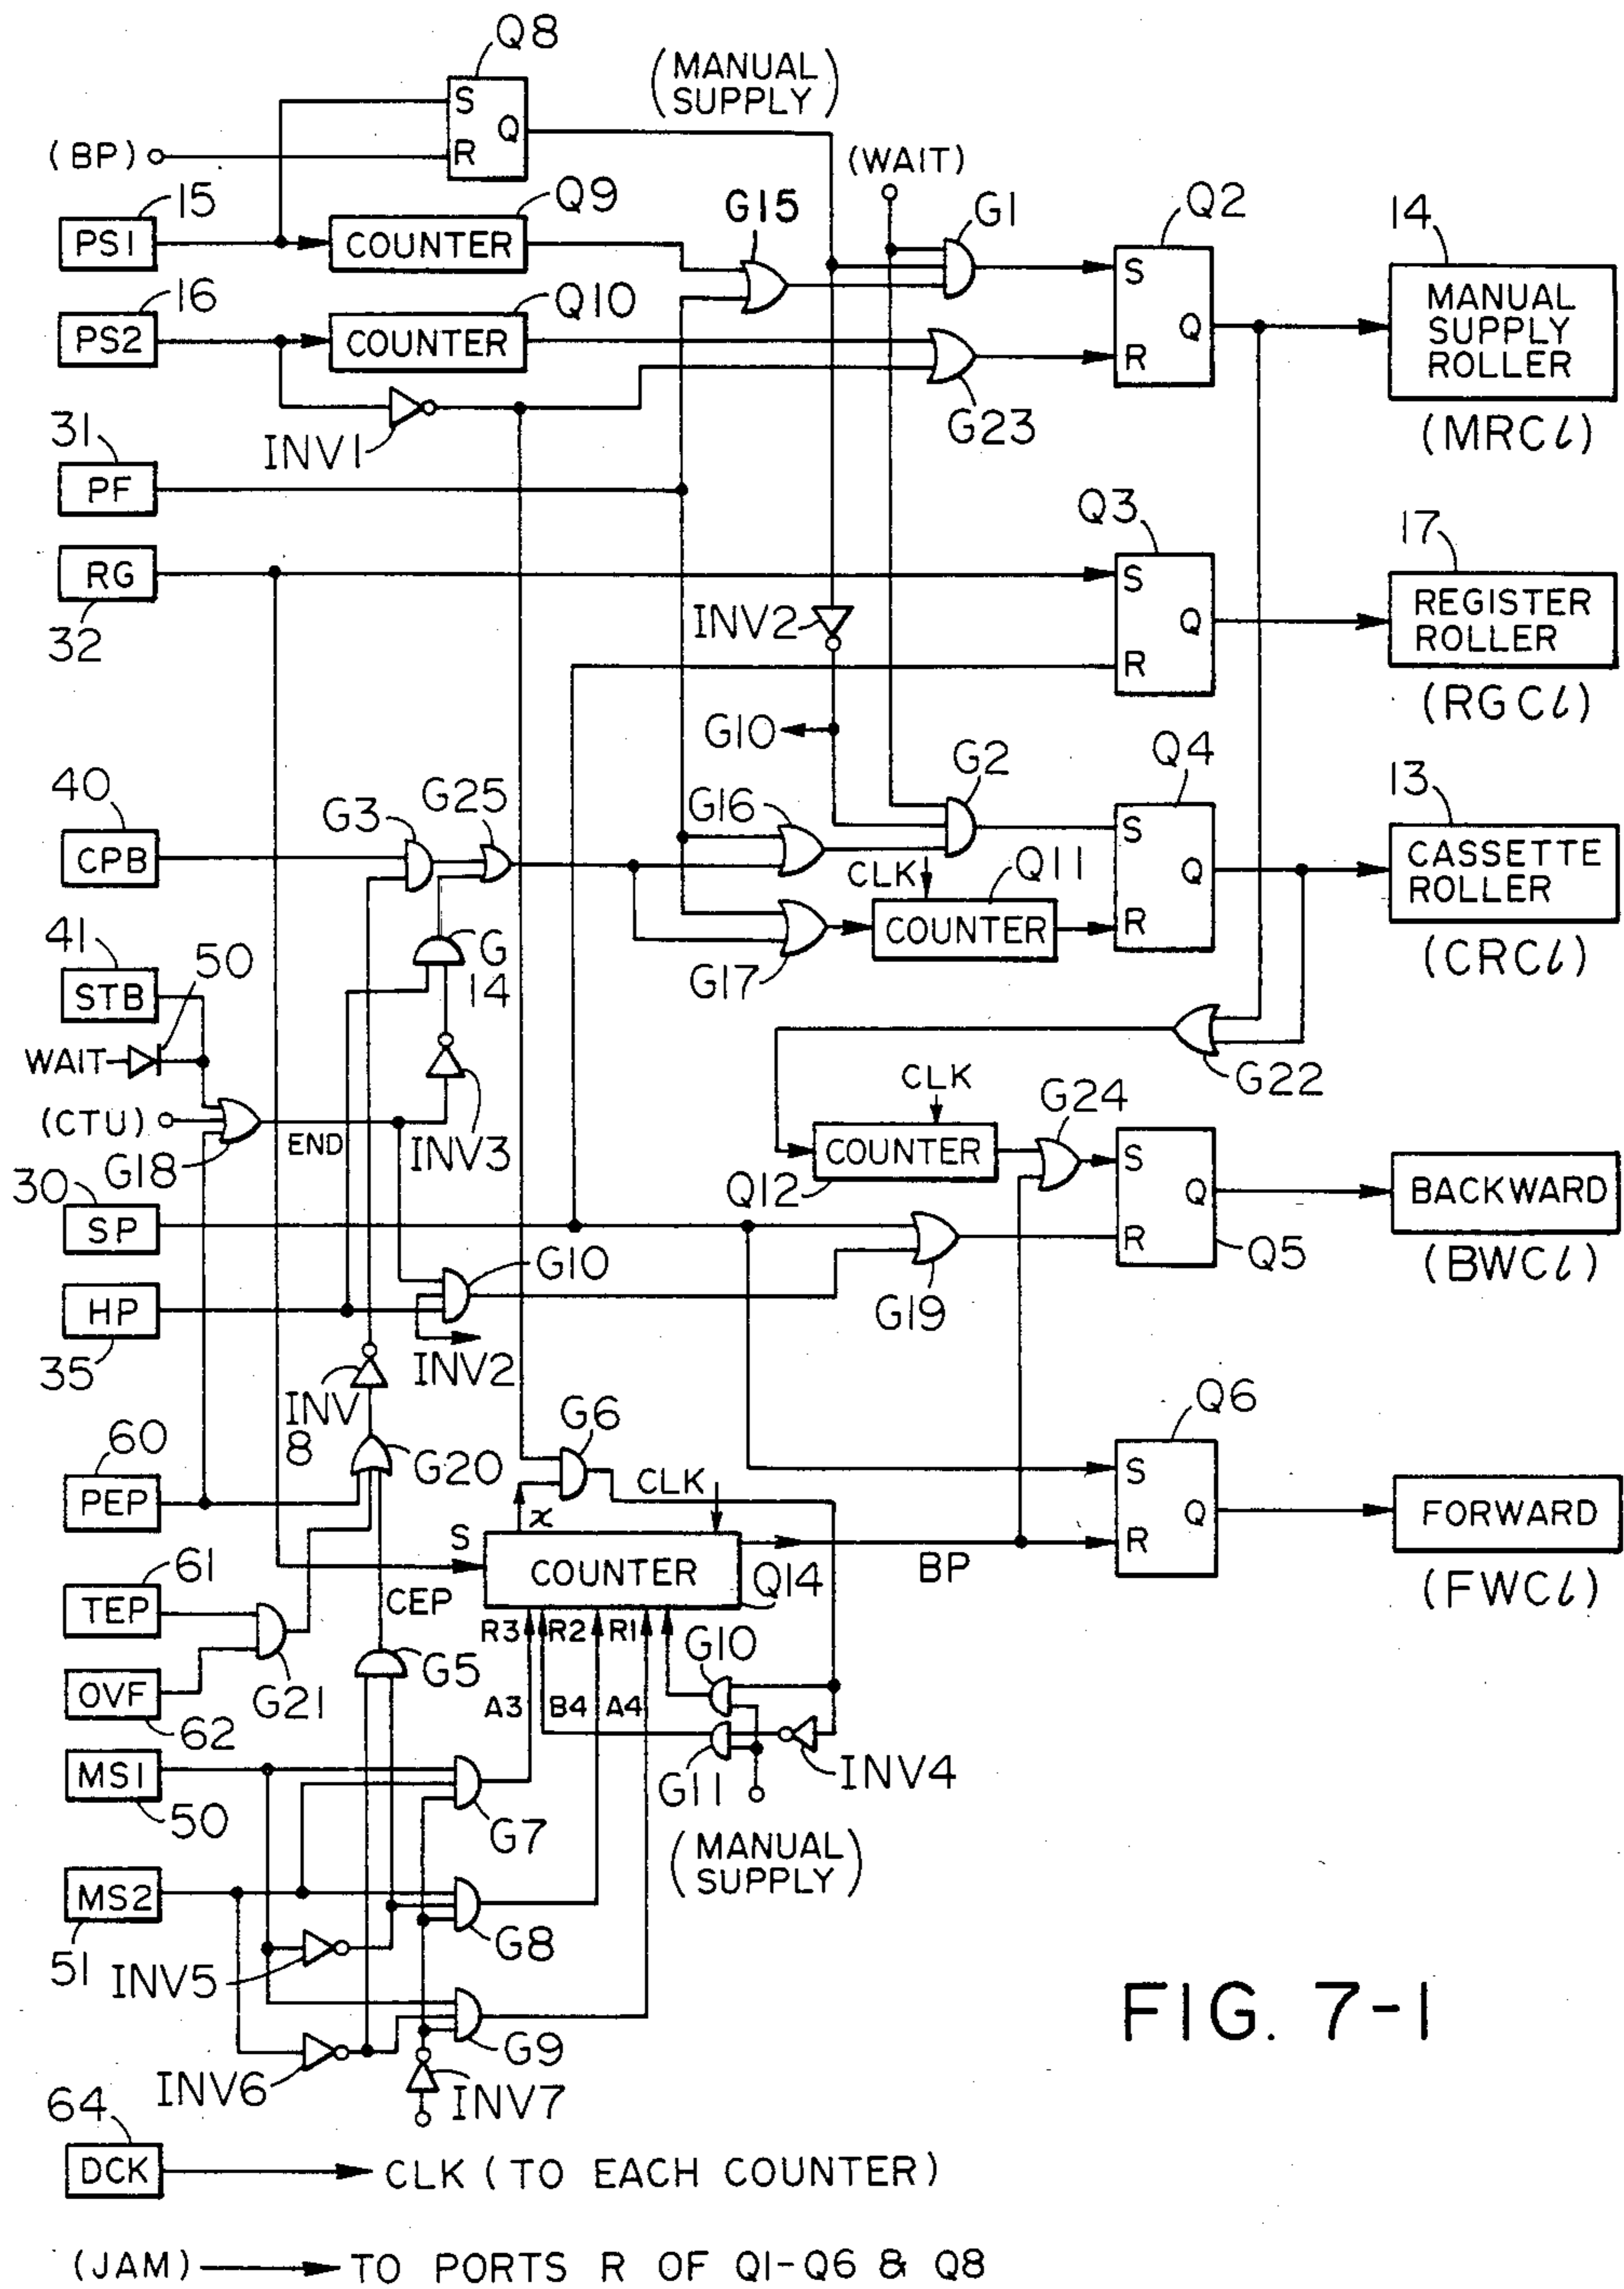 Q8
(MANUAL
SUPPLY)
S
Q
R
(BP)
(WAIT)
15
PS1
Q9
COUNTER
G15
G1
Q2
14
S
Q
R
MANUAL
SUPPLY
ROLLER
(MRCl)
16
PS2
Q10
COUNTER
G23
INV1
31
PF
Q3
17
RG
32
S
Q
R
REGISTER
ROLLER
(RGCl)
INV2
G10
G2
Q4
13
40
CPB
G3
G25
G16
S
Q
R
CASSETTE
ROLLER
(CRCl)
CLK
Q11
COUNTER
G17
41
STB
50
G
14
WAIT
(CTU)
G18
END
INV3
G22
CLK
G24
COUNTER
Q12
S
Q
R
Q5
BACKWARD
(BWCl)
30
SP
HP
35
G10
INV2
G19
INV
8
G6
Q6
60
PEP
G20
CLK
x
S
COUNTER
Q14
BP
S
Q
R
FORWARD
(FWCl)
61
TEP
CEP
R3
R2
R1
G10
OVF
62
G21
G5
A3
B4
A4
G11
INV4
MS1
50
G7
(MANUAL
SUPPLY)
MS2
51
G8
INV5
G9
INV6
INV7
FIG. 7-1
64
DCK
CLK (TO EACH COUNTER)
(JAM)
TO PORTS R OF Q1-Q6 & Q8